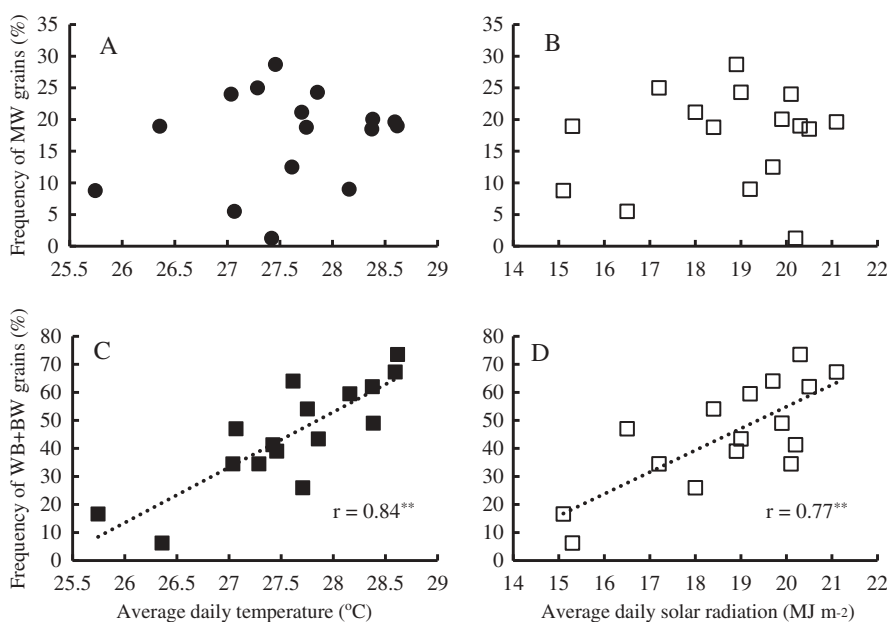 Frequency of MW grains (%)
A
35
30
25
20
15
10
5
0
25.5 26 26.5 27 27.5 28 28.5 29
B
35
30
25
20
15
10
5
0
14 15 16 17 18 19 20 21 22
Frequency of WB+BW grains (%)
C
80
70
60
50
40
30
20
10
0
r = 0.84**
25.5 26 26.5 27 27.5 28 28.5 29
Average daily temperature (°C)
D
80
70
60
50
40
30
20
10
0
r = 0.77**
14 15 16 17 18 19 20 21 22
Average daily solar radiation (MJ m-2)